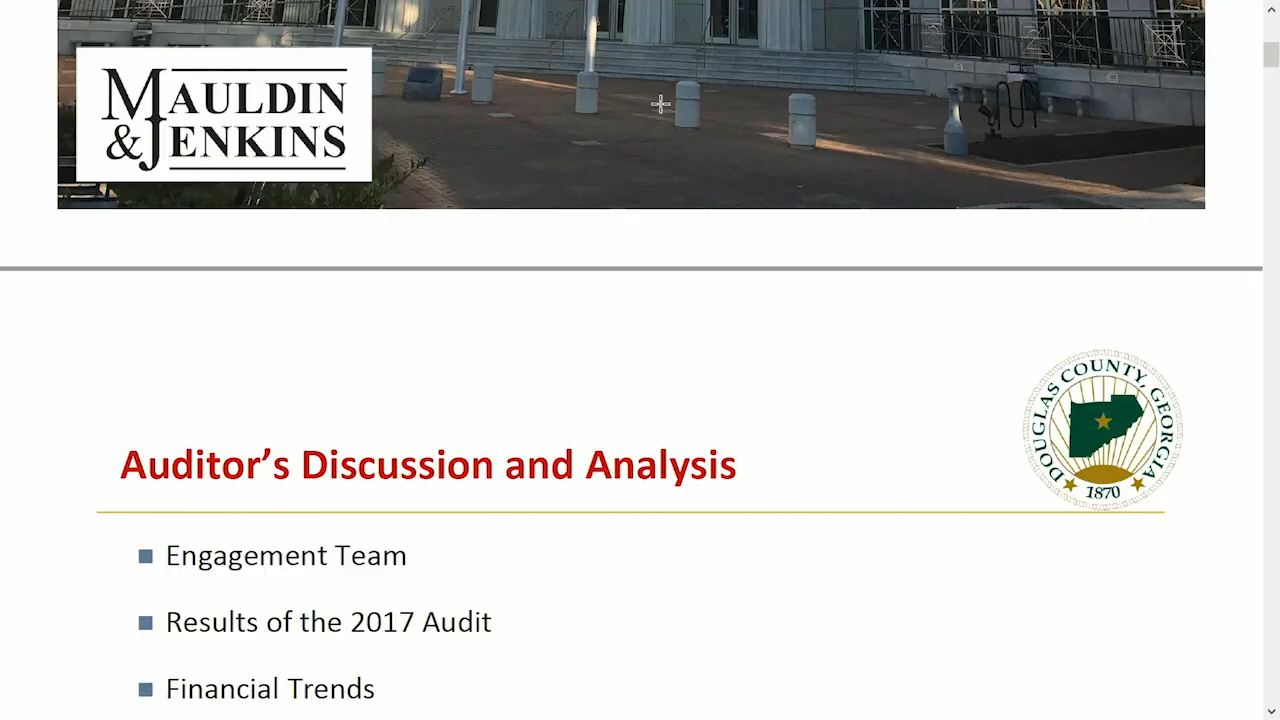 MAULDIN
& JENKINS
DOUGLAS COUNTY, GEORGIA
1870
Auditor's Discussion and Analysis
Engagement Team
Results of the 2017 Audit
Financial Trends